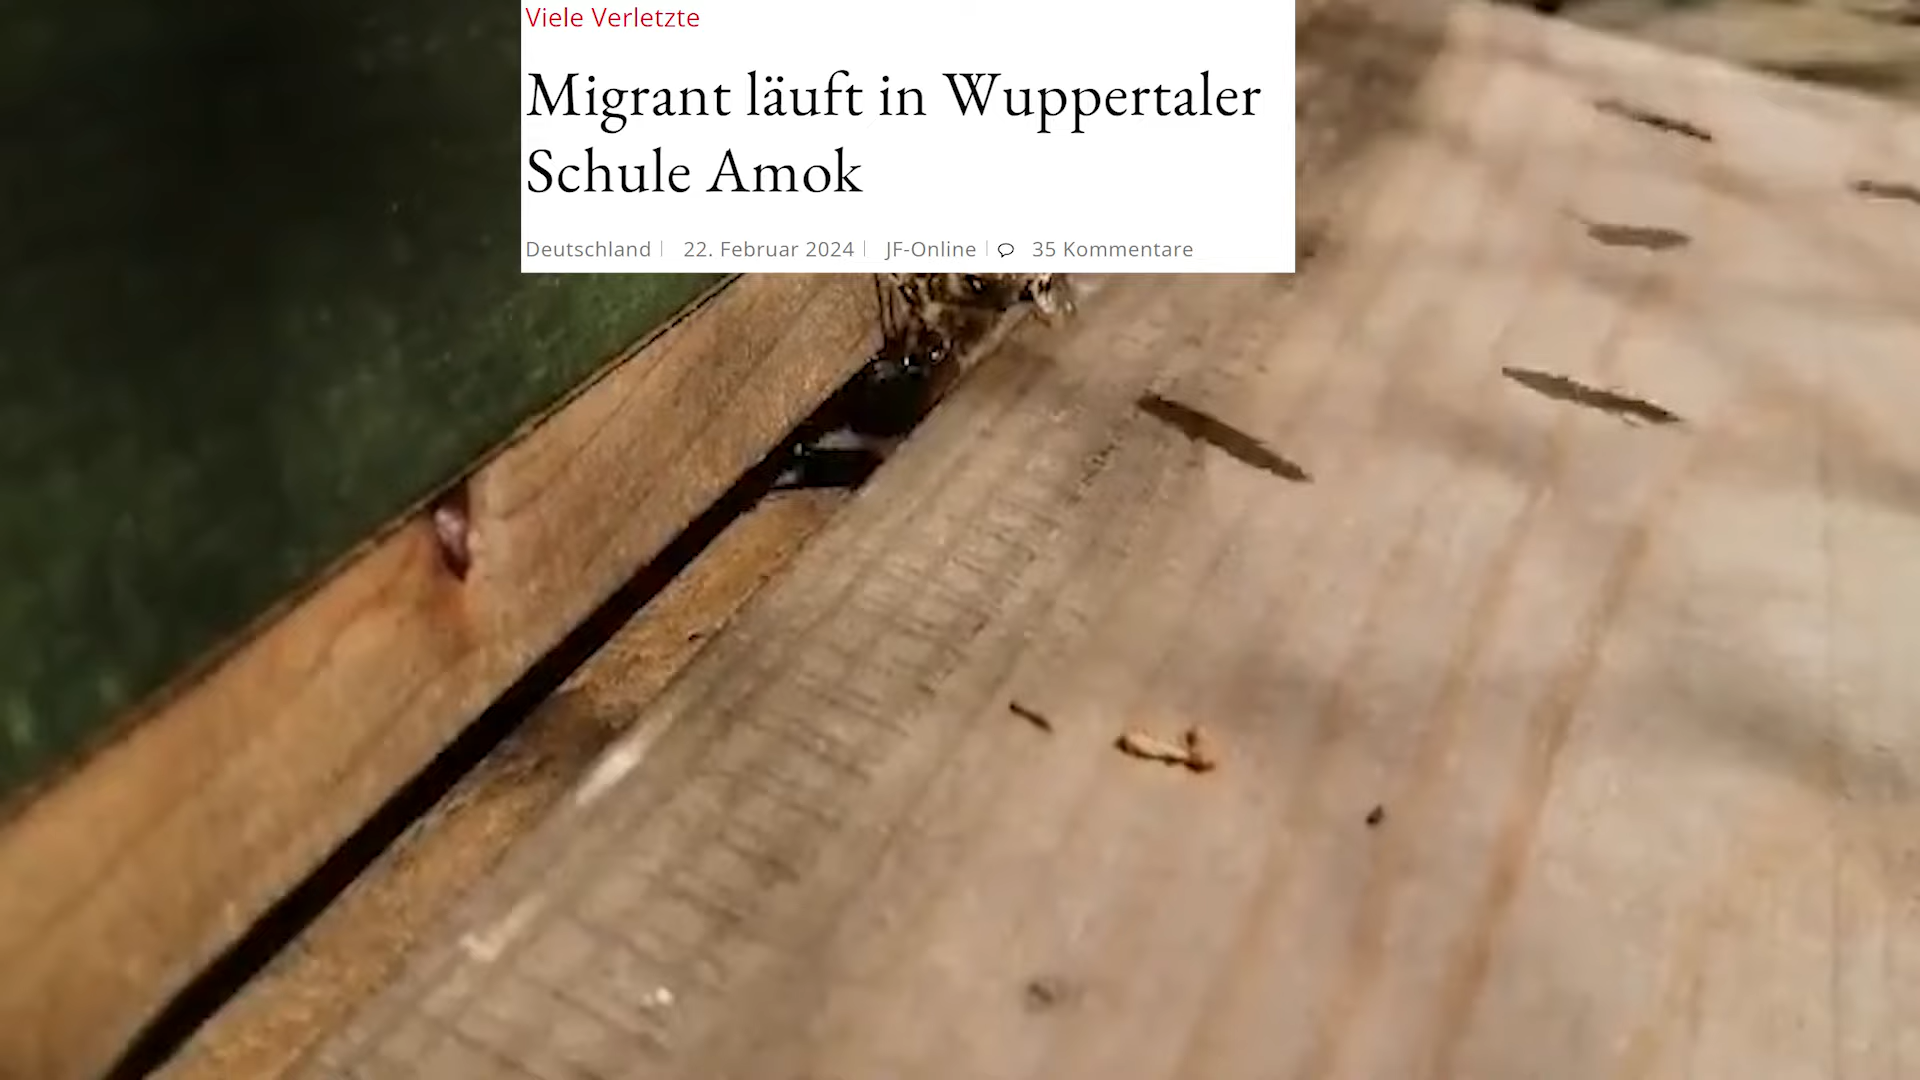 Viele Verletzte
Migrant läuft in Wuppertaler
Schule Amok
Deutschland | 22. Februar 2024 | JF-Online | 35 Kommentare